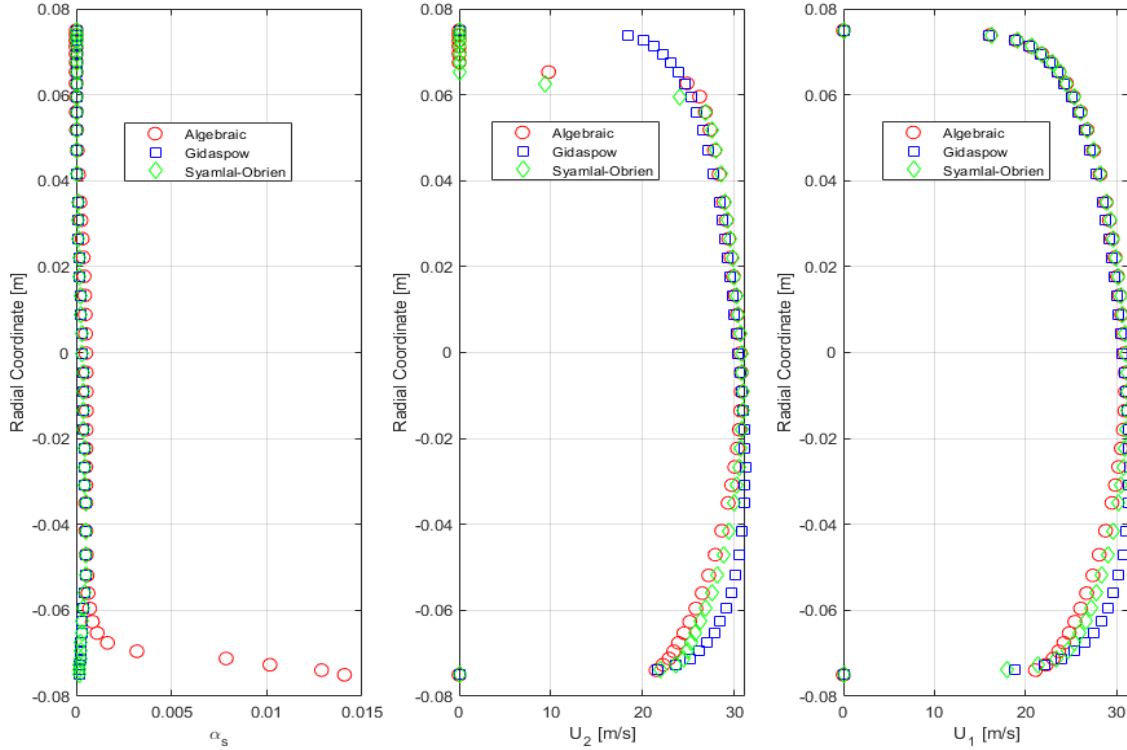 0.08
0.06
0.04
0.02
0
-0.02
-0.04
-0.06
-0.08
Radial Coordinate [m]
0
0.005
0.01
0.015
α_s
Algebraic
Gidaspow
Syamlal-Obrien
0.08
0.06
0.04
0.02
0
-0.02
-0.04
-0.06
-0.08
Radial Coordinate [m]
0
10
20
30
U_2 [m/s]
Algebraic
Gidaspow
Syamlal-Obrien
0.08
0.06
0.04
0.02
0
-0.02
-0.04
-0.06
-0.08
Radial Coordinate [m]
0
10
20
30
U_1 [m/s]
Algebraic
Gidaspow
Syamlal-Obrien